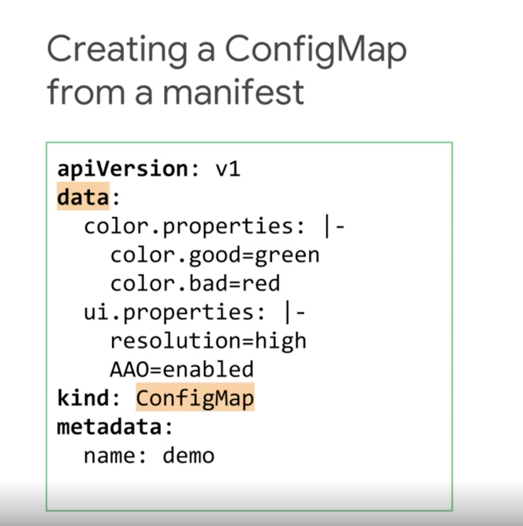 Creating a ConfigMap
from a manifest
apiVersion: v1
data:
  color.properties: |-
    color.good=green
    color.bad=red
  ui.properties: |-
    resolution=high
    AAO=enabled
kind: ConfigMap
metadata:
  name: demo